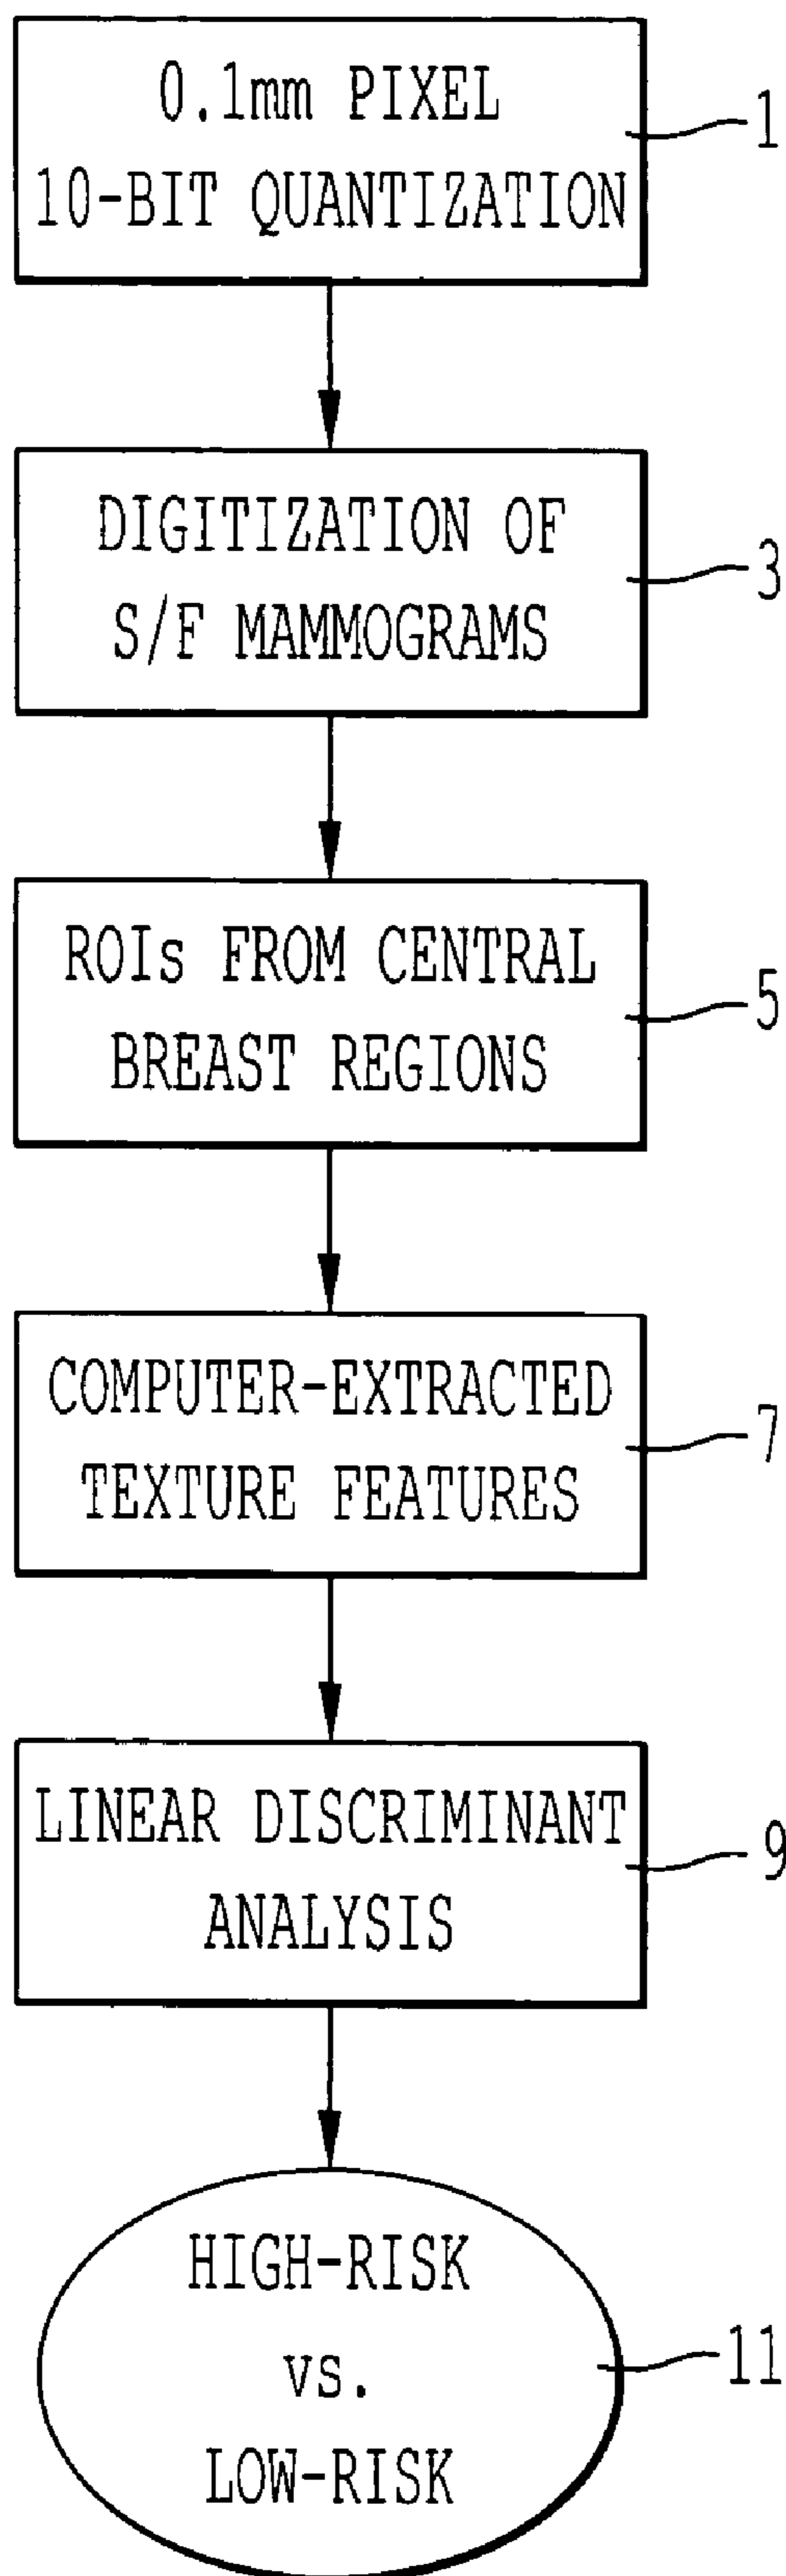 0.1mm PIXEL
10-BIT QUANTIZATION
1
DIGITIZATION OF
S/F MAMMOGRAMS
3
ROIs FROM CENTRAL
BREAST REGIONS
5
COMPUTER-EXTRACTED
TEXTURE FEATURES
7
LINEAR DISCRIMINANT
ANALYSIS
9
HIGH-RISK
vs.
LOW-RISK
11